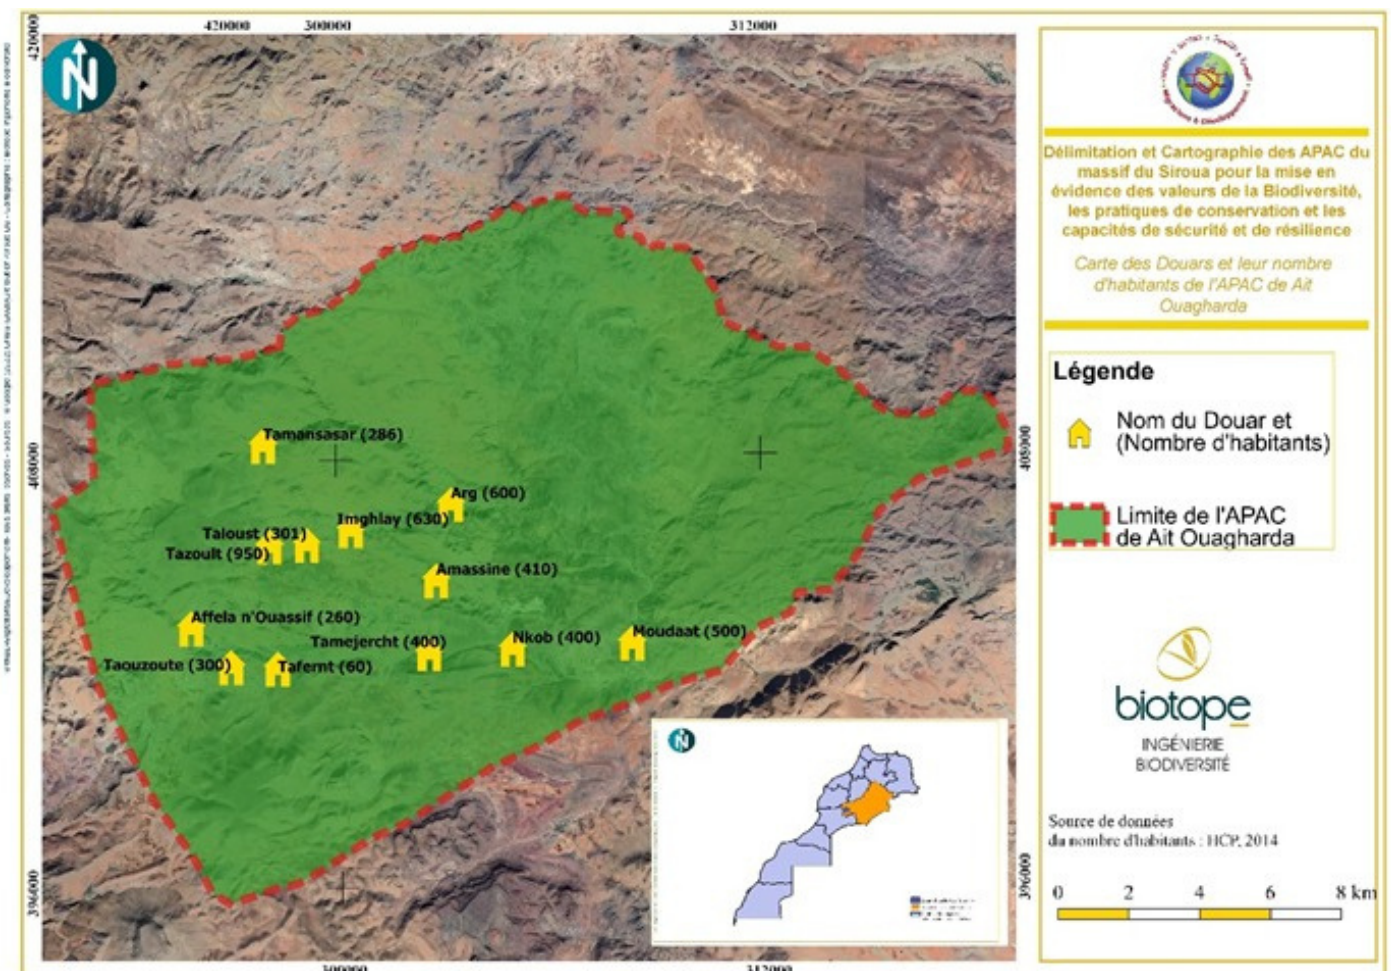 420000 300000 312000
420000
N
Tamansasar (286)
408000
408000
Arg (600)
Imghlay (630)
Taloust (301)
Tazoult (950)
Amassine (410)
Affela n'Ouassif (260)
Tamejercht (400)
Nkob (400)
Moudaat (500)
Taouzoute (300)
Tafernt (60)
396000
396000
300000 312000
N
Délimitation et Cartographie des APAC du
massif du Siroua pour la mise en
évidence des valeurs de la Biodiversité,
les pratiques de conservation et les
capacités de sécurité et de résilience
Carte des Douars et leur nombre
d'habitants de l'APAC de Ait
Ouagharda
Légende
Nom du Douar et
(Nombre d'habitants)
Limite de l'APAC
de Ait Ouagharda
biotope
INGÉNIERIE
BIODIVERSITÉ
Source de données
du nombre d'habitants : HCP, 2014
0 2 4 6 8 km